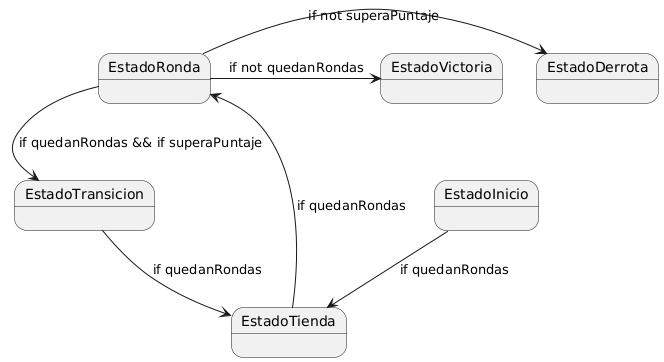 if not superaPuntaje
EstadoRonda
if not quedanRondas
EstadoVictoria
EstadoDerrota
if quedanRondas && if superaPuntaje
EstadoTransicion
if quedanRondas
EstadoInicio
if quedanRondas
if quedanRondas
EstadoTienda